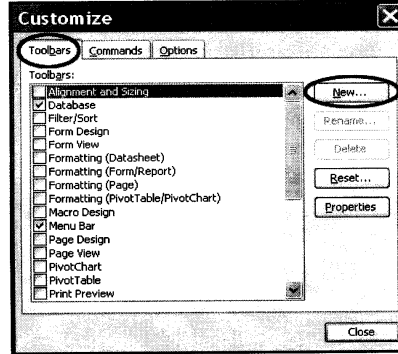 Customize
Toolbars Commands Options
Toolbars:
Alignment and Sizing
Database
Filter/Sort
Form Design
Form View
Formatting (Datasheet)
Formatting (Form/Report)
Formatting (Page)
Formatting (PivotTable/PivotChart)
Macro Design
Menu Bar
Page Design
Page View
PivotChart
PivotTable
Print Preview
New...
Rename...
Delete
Reset...
Properties
Close